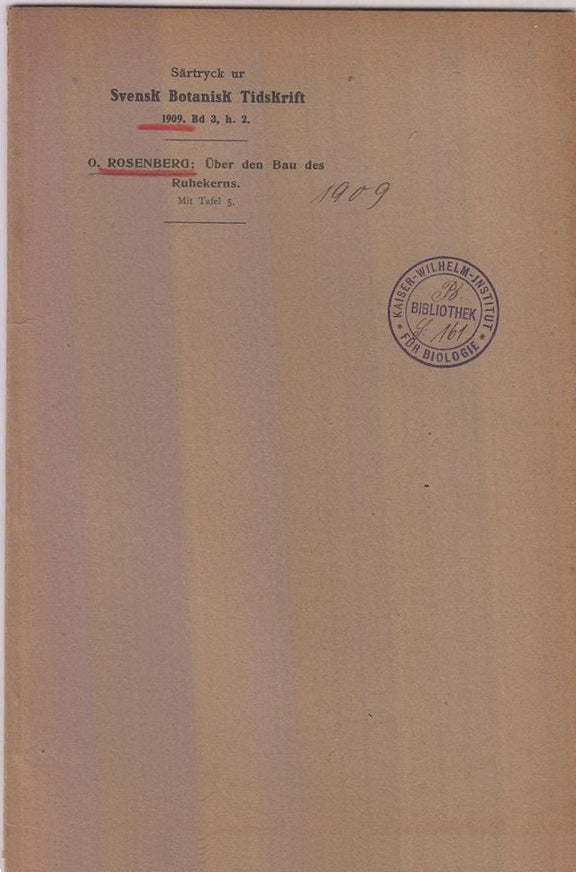 Särtryck ur
Svensk Botanisk Tidskrift
1909. Bd 3, h. 2.
O. ROSENBERG: Über den Bau des
Ruhekerns.
Mit Tafel 5.
1909
KAISER-WILHELM-INSTITUT
BIBLIOTHEK
161
* FÜR BIOLOGIE *